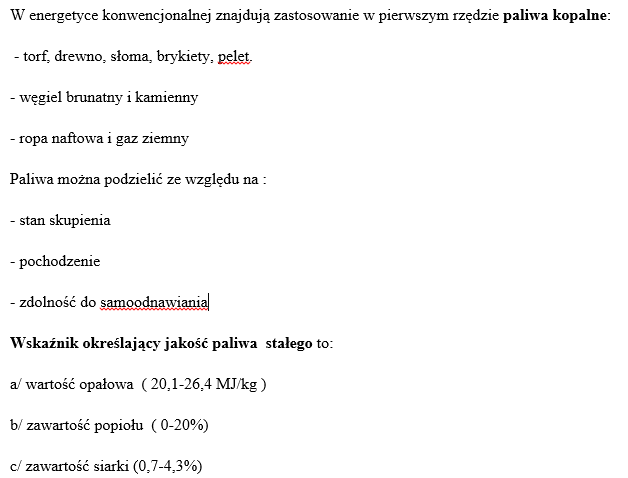 W energetyce konwencjonalnej znajdują zastosowanie w pierwszym rzędzie paliwa kopalne:
- torf, drewno, słoma, brykiety, pelet.
- węgiel brunatny i kamienny
- ropa naftowa i gaz ziemny
Paliwa można podzielić ze względu na :
- stan skupienia
- pochodzenie
- zdolność do samoodnawiania
Wskaźnik określający jakość paliwa stałego to:
a/ wartość opałowa ( 20,1-26,4 MJ/kg )
b/ zawartość popiołu ( 0-20%)
c/ zawartość siarki (0,7-4,3%)